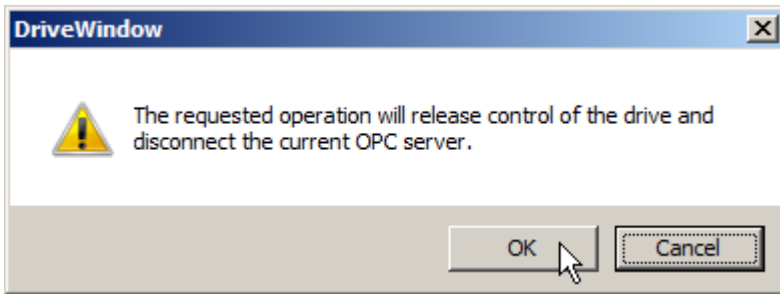 DriveWindow
The requested operation will release control of the drive and
disconnect the current OPC server.
OK
Cancel